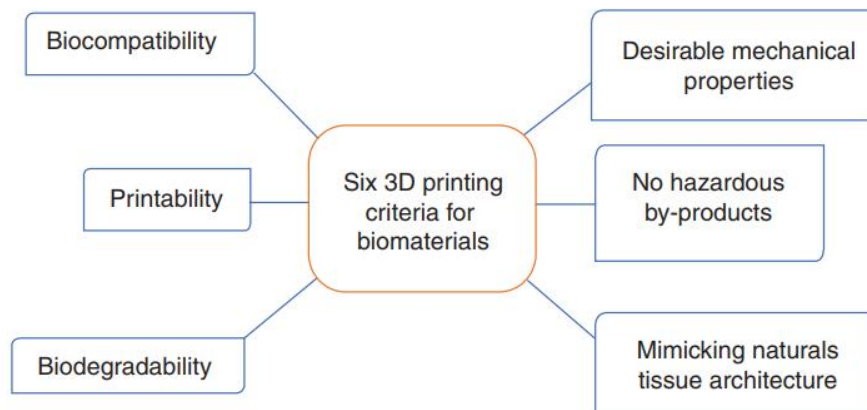 Biocompatibility
Desirable mechanical
properties
Printability
Six 3D printing
criteria for
biomaterials
No hazardous
by-products
Biodegradability
Mimicking naturals
tissue architecture